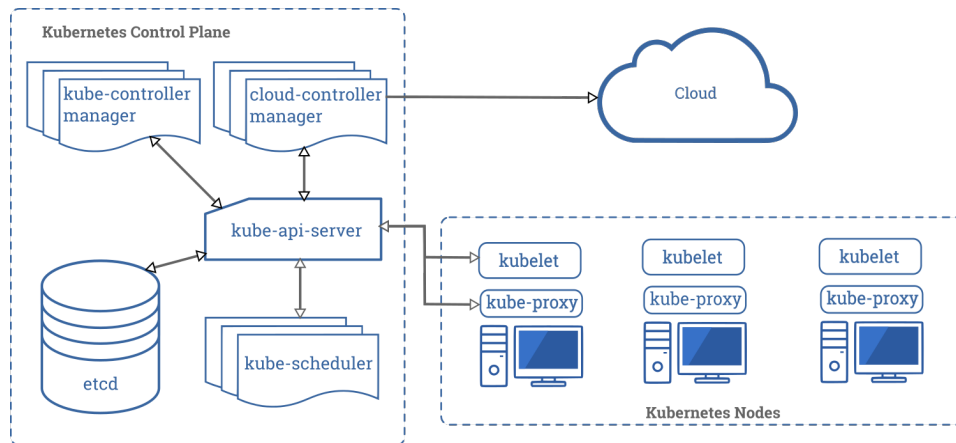 Kubernetes Control Plane
kube-controller
manager
cloud-controller
manager
Cloud
kube-api-server
kubelet
kubelet
kubelet
kube-proxy
kube-proxy
kube-proxy
etcd
kube-scheduler
Kubernetes Nodes